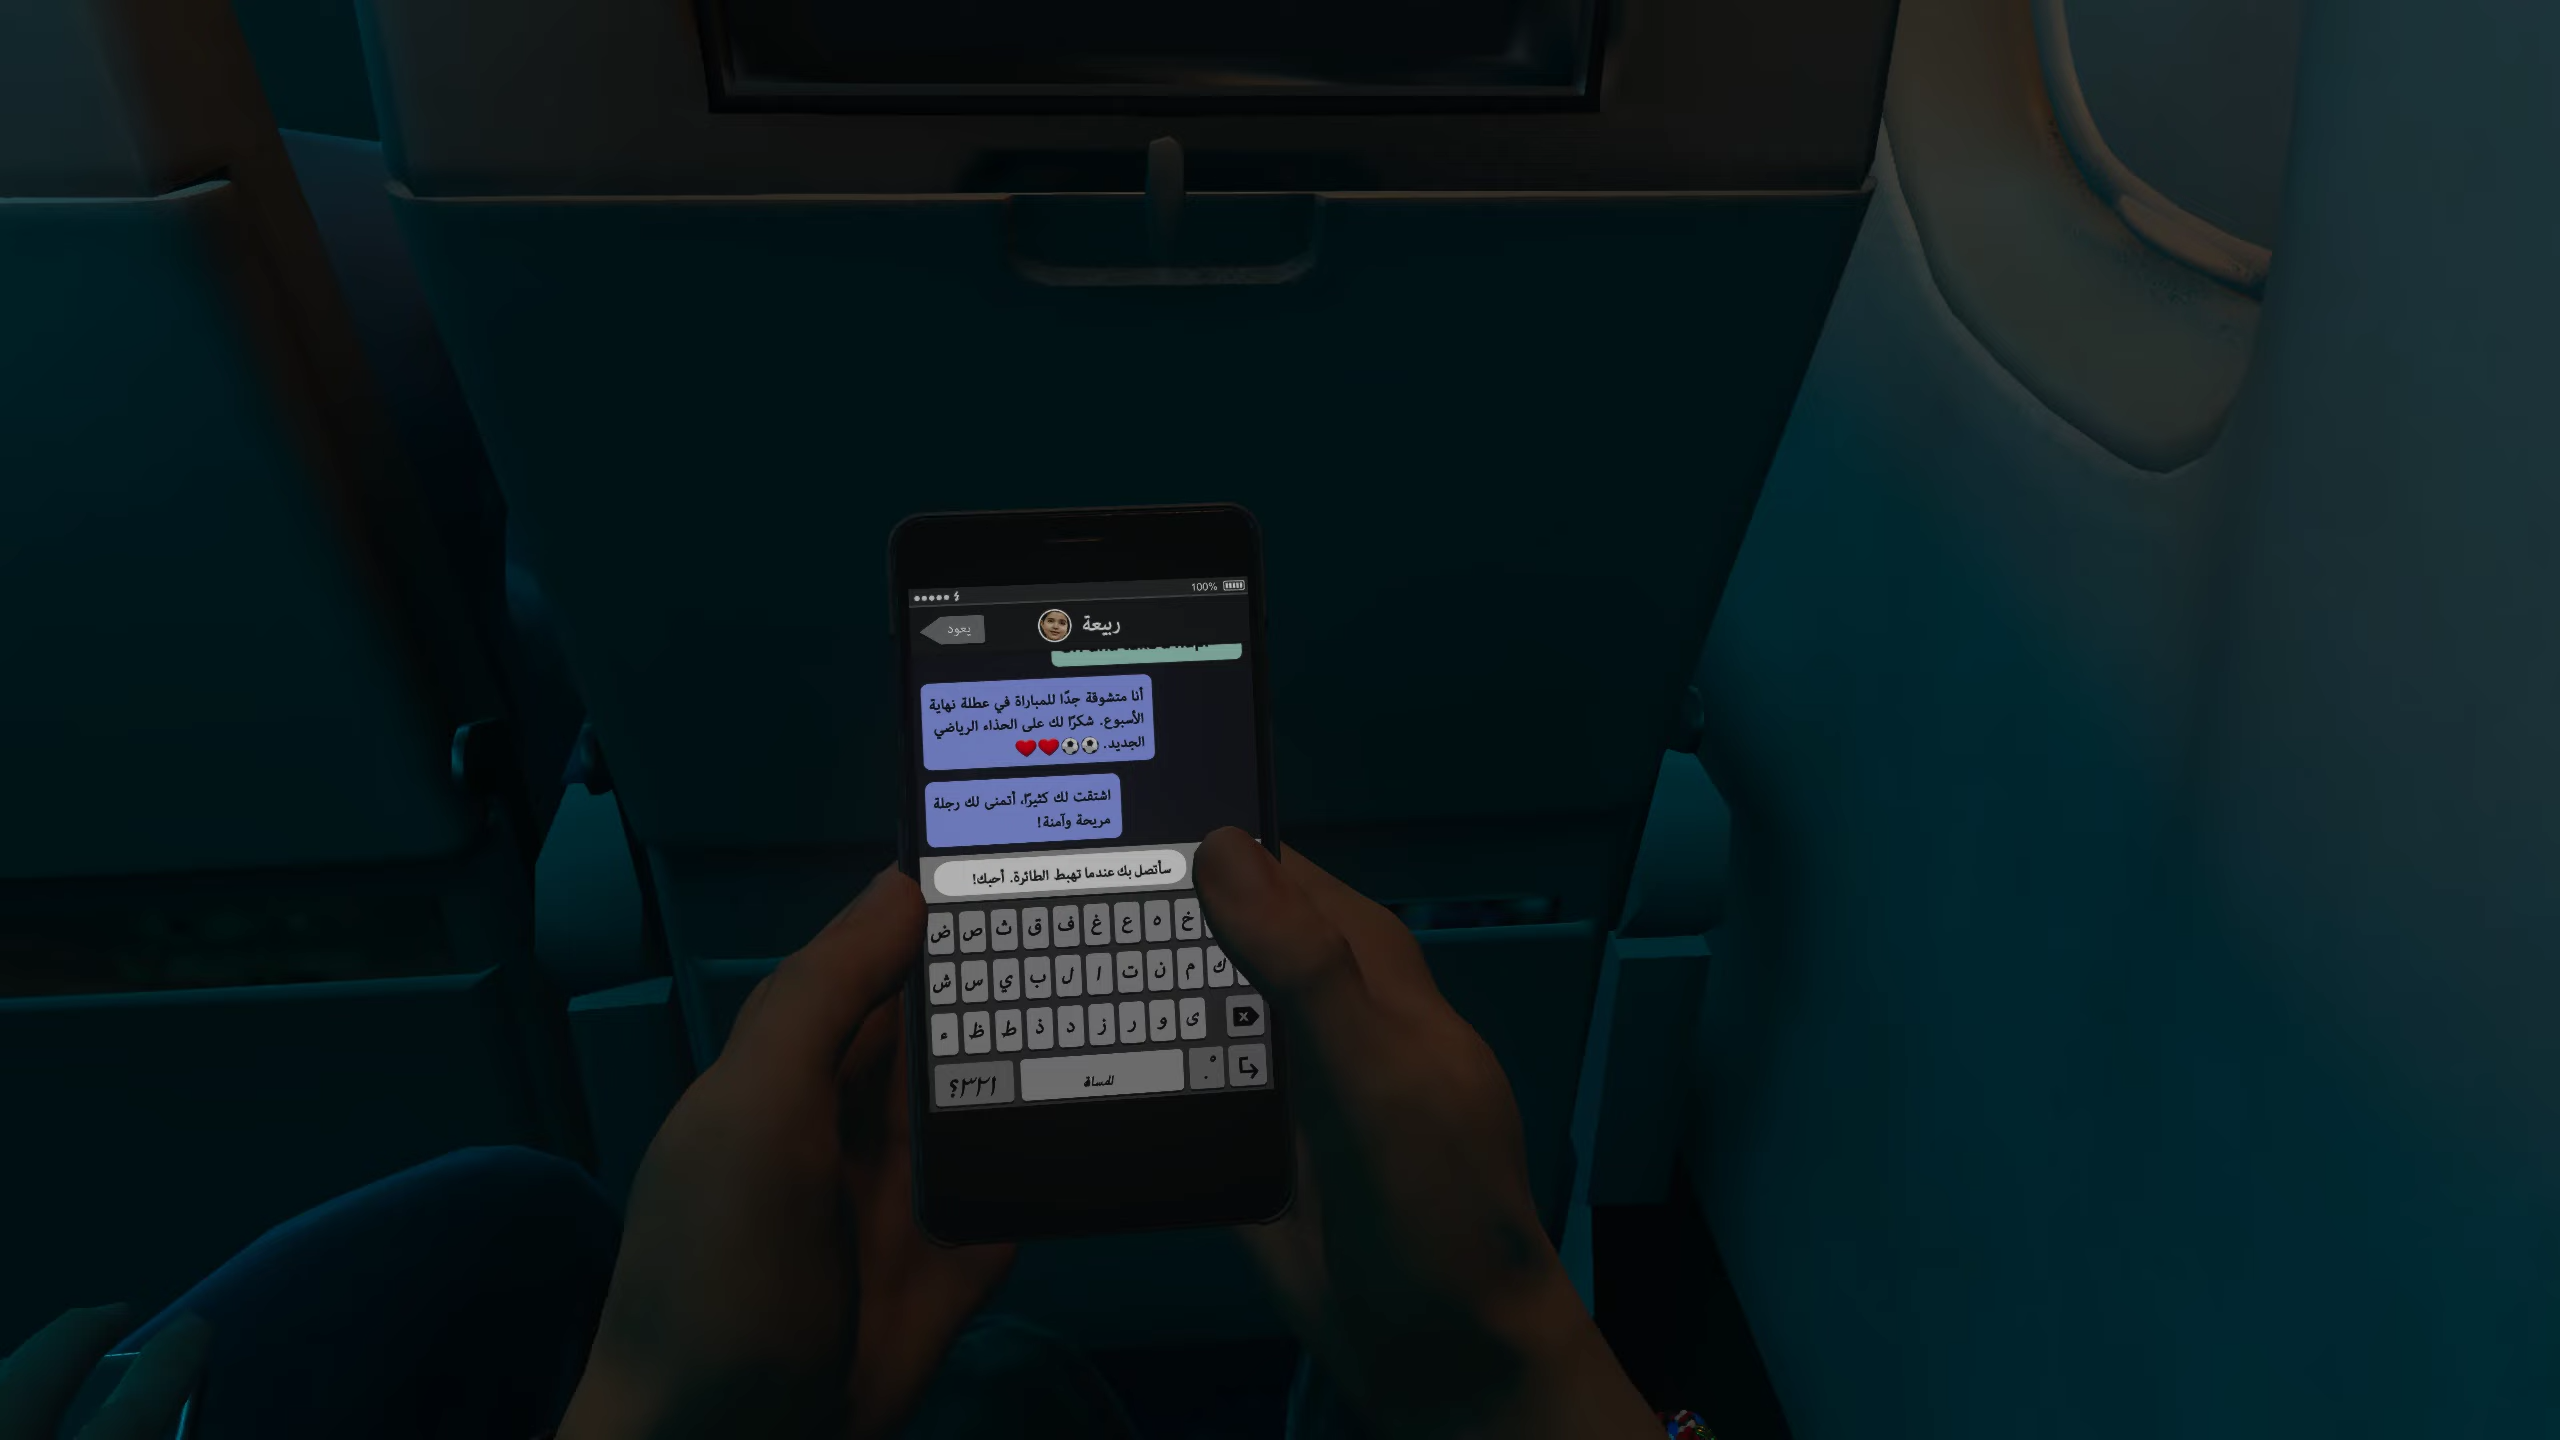 100%
يعود
ربيعة
أنا متشوقة جدًا للمباراة في عطلة نهاية
الأسبوع. شكرًا لك على الحذاء الرياضي
الجديد. ⚽⚽❤️❤️
اشتقت لك كثيرًا، أتمنى لك رحلة
مريحة وآمنة!
سأتصل بك عندما تهبط الطائرة. أحبك!
ض ص ث ق ف غ ع ه خ
ش س ي ب ل ا ت ن م ك
ء ظ ط ذ د ز ر و ى
؟٣٢١ المسافة .